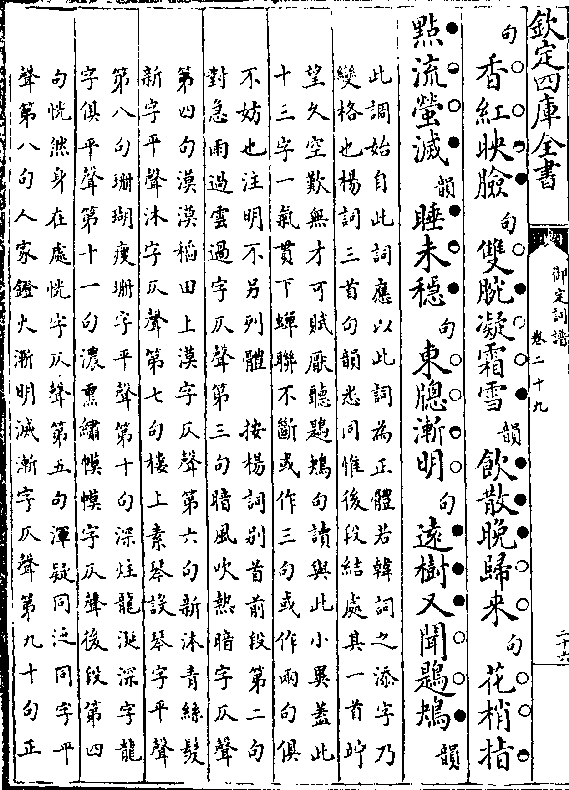 欽定四庫全書
御定詞譜
卷二十九
二十六
句香紅映臉句雙腕凝霜雪韻飲散晚歸來句花梢指
點流螢滅韻睡未穩句東牕漸明句遠樹又聞鶗鴂韻
此調始自此詞應以此詞為正體若韓詞之添字乃
變格也楊詞三首句韻悉同惟後段結處其一首貯
望久空歎無才可賦厭聽鶗鴂句讀與此小異蓋此
十三字一氣貫下蟬聯不斷或作三句或作兩句俱
不妨也注明不另列體　按楊詞别首前段第二句
對急雨過雲過字仄聲第三句暗風吹熱暗字仄聲
第四句漠漠稻田上漠字仄聲第六句新沐青絲髮
新字平聲沐字仄聲第七句樓上素琴設琴字平聲
第八句珊瑚瘦珊字平聲第十句深炷龍涎深字龍
字俱平聲第十一句濃熏繡幙幙字仄聲後段第四
句恍然身在處恍字仄聲第五句渾疑同泛同字平
聲第八句人家鐙火漸明滅漸字仄聲第九十句正